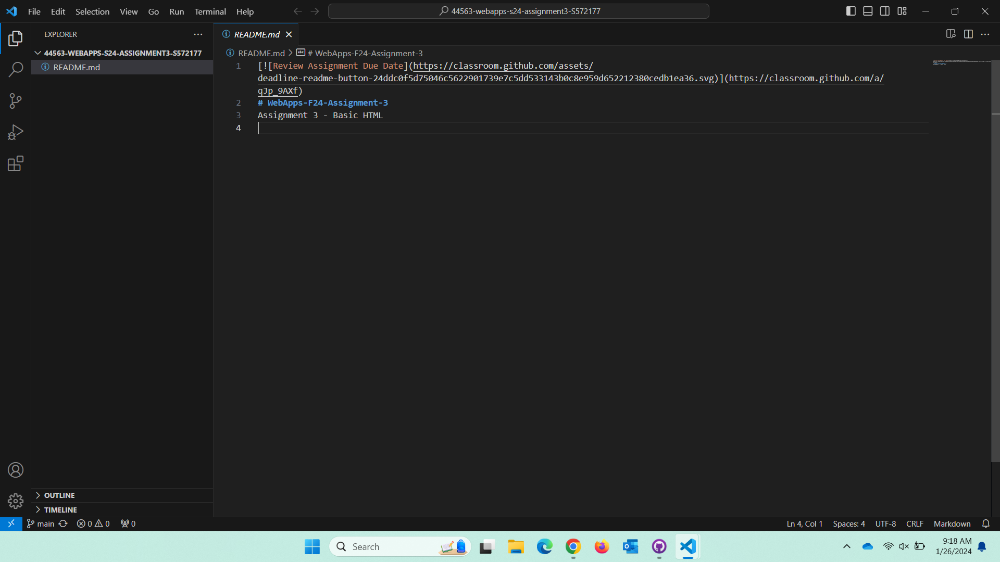 File Edit Selection View Go Run Terminal Help
44563-webapps-s24-assignment3-S572177
EXPLORER
44563-WEBAPPS-S24-ASSIGNMENT3-S572177
README.md
README.md
README.md > # WebApps-F24-Assignment-3
1 [![Review Assignment Due Date](https://classroom.github.com/assets/
deadline-readme-button-24ddc0f5d75046c5622901739e7c5dd533143b0c8e959d652212380cedb1ea36.svg)](https://classroom.github.com/a/
qJp_9AXf)
2 # WebApps-F24-Assignment-3
3 Assignment 3 - Basic HTML
4
OUTLINE
TIMELINE
main 0 0 0
Ln 4, Col 1 Spaces: 4 UTF-8 CRLF Markdown
Search
9:18 AM
1/26/2024